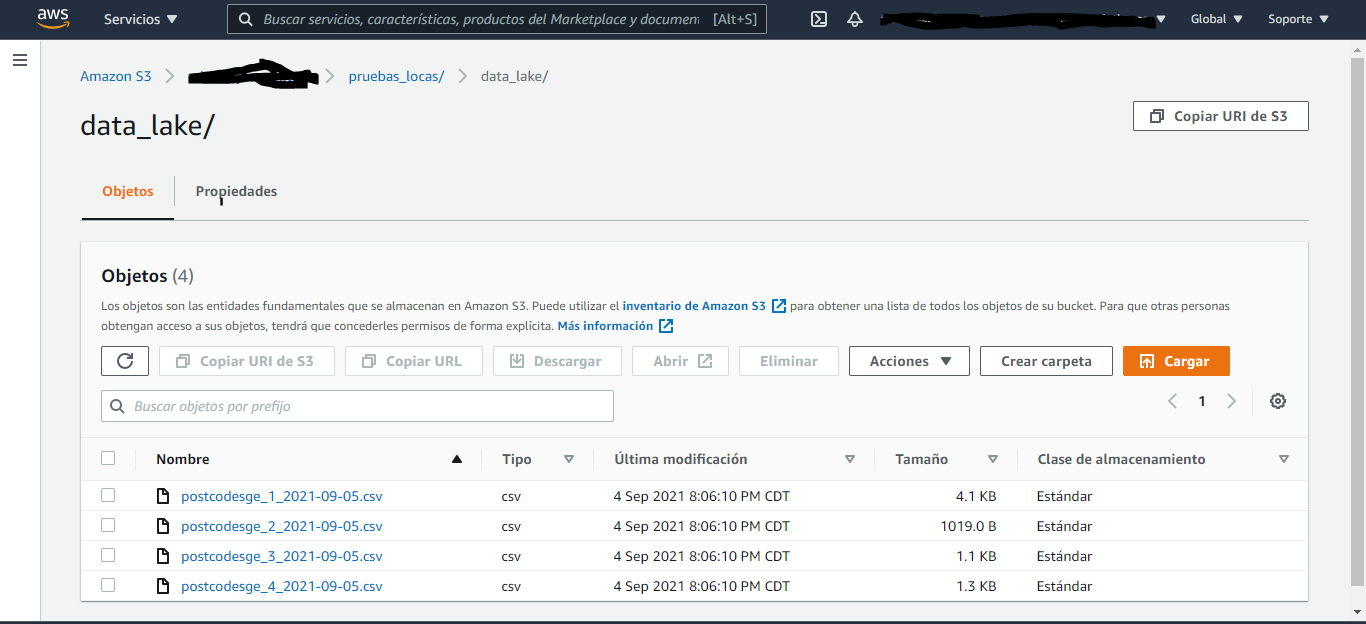 aws Servicios Buscar servicios, características, productos del Marketplace y documen [Alt+S] Global Soporte
Amazon S3 pruebas_locas/ data_lake/
data_lake/ Copiar URI de S3
Objetos Propiedades
Objetos (4)
Los objetos son las entidades fundamentales que se almacenan en Amazon S3. Puede utilizar el inventario de Amazon S3 para obtener una lista de todos los objetos de su bucket. Para que otras personas
obtengan acceso a sus objetos, tendrá que concederles permisos de forma explícita. Más información
Copiar URI de S3 Copiar URL Descargar Abrir Eliminar Acciones Crear carpeta Cargar
Buscar objetos por prefijo 1
Nombre Tipo Última modificación Tamaño Clase de almacenamiento
postcodesge_1_2021-09-05.csv csv 4 Sep 2021 8:06:10 PM CDT 4.1 KB Estándar
postcodesge_2_2021-09-05.csv csv 4 Sep 2021 8:06:10 PM CDT 1019.0 B Estándar
postcodesge_3_2021-09-05.csv csv 4 Sep 2021 8:06:10 PM CDT 1.1 KB Estándar
postcodesge_4_2021-09-05.csv csv 4 Sep 2021 8:06:10 PM CDT 1.3 KB Estándar